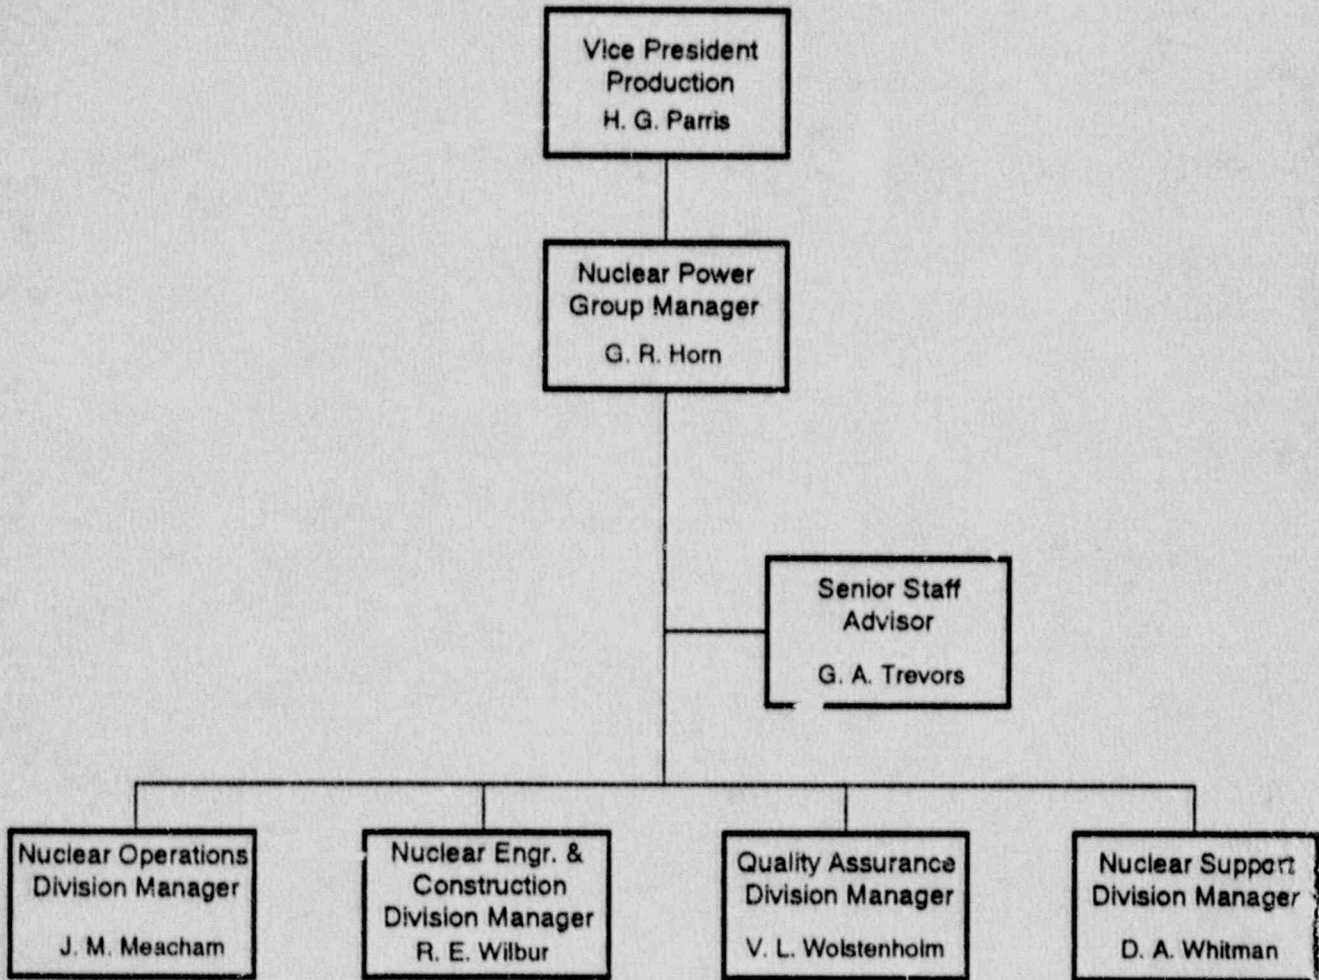 Vice President
Production
H. G. Parris
Nuclear Power
Group Manager
G. R. Horn
Senior Staff
Advisor
G. A. Trevors
Nuclear Operations
Division Manager
J. M. Meacham
Nuclear Engr. &
Construction
Division Manager
R. E. Wilbur
Quality Assurance
Division Manager
V. L. Wolstenholm
Nuclear Support
Division Manager
D. A. Whitman